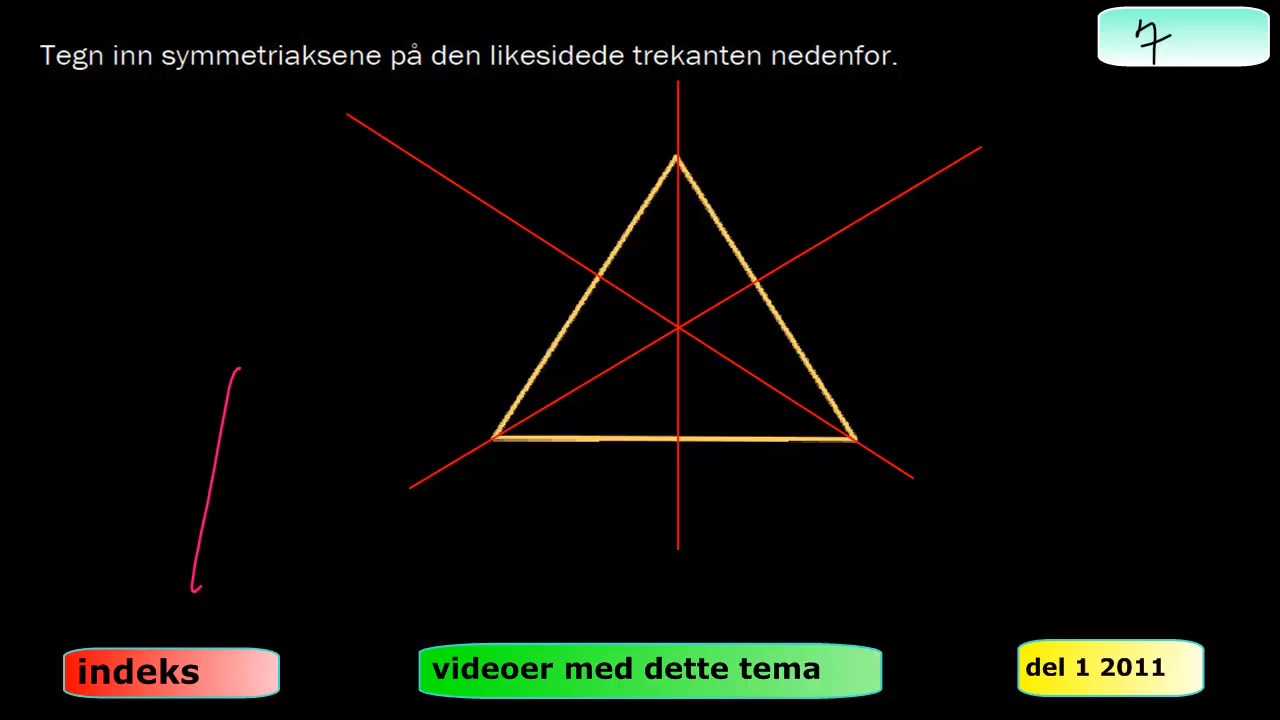 7
Tegn inn symmetriaksene på den likesidede trekanten nedenfor.
indeks
videoer med dette tema
del 1 2011